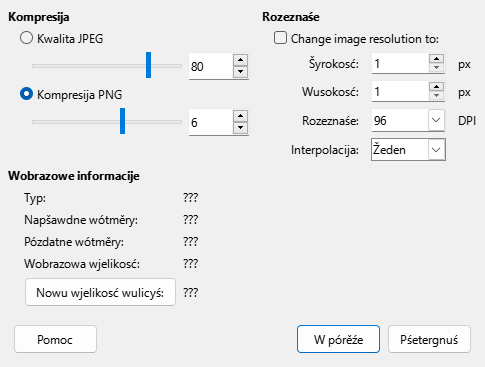 Kompresija
Kwalita JPEG
80
Kompresija PNG
6
Rozeznaśe
Change image resolution to:
Šyrokosć: 1 px
Wusokosć: 1 px
Rozeznaśe: 96 DPI
Interpolacija: Žeden
Wobrazowe informacije
Typ: ???
Napšawdne wótměry: ???
Pózdatne wótměry: ???
Wobrazowa wjelikosć: ???
Nowu wjelikosć wulicyś: ???
Pomoc
W pórěźe
Pśetergnuś